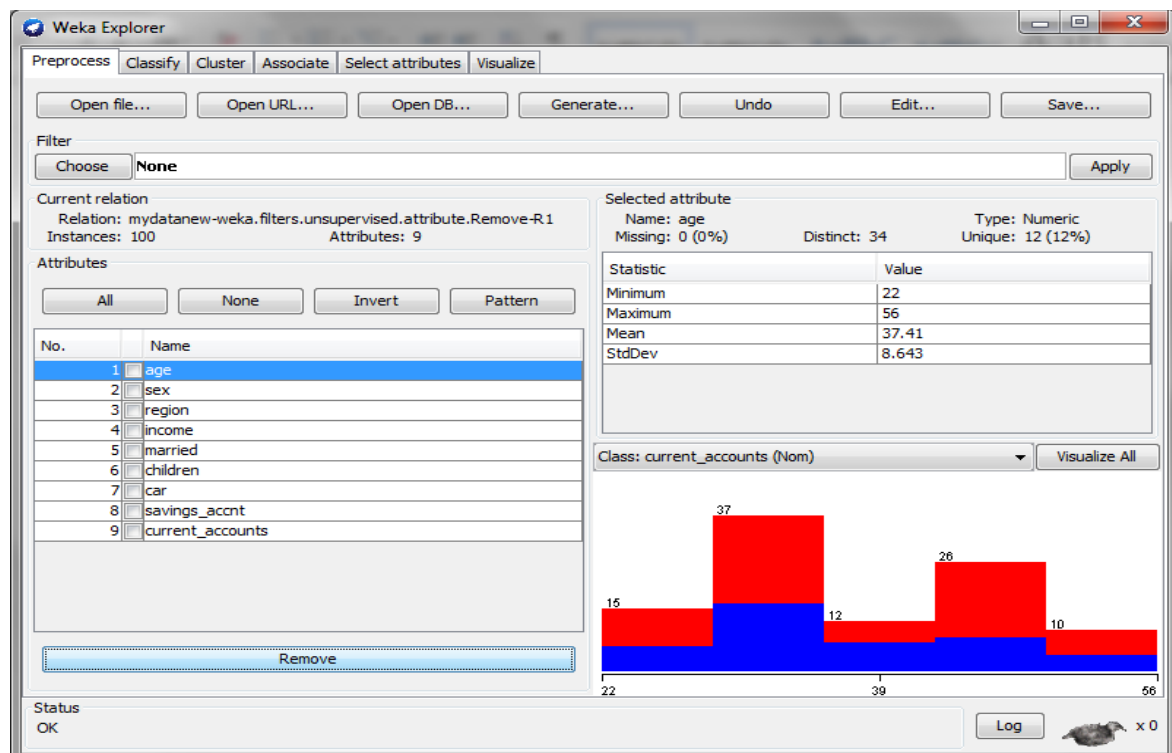 Weka Explorer
Preprocess Classify Cluster Associate Select attributes Visualize
Open file... Open URL... Open DB... Generate... Undo Edit... Save...
Filter
Choose None Apply
Current relation
Relation: mydatanew-weka.filters.unsupervised.attribute.Remove-R1
Instances: 100 Attributes: 9
Attributes
All None Invert Pattern
No. Name
1 age
2 sex
3 region
4 income
5 married
6 children
7 car
8 savings_accnt
9 current_accounts
Remove
Selected attribute
Name: age Type: Numeric
Missing: 0 (0%) Distinct: 34 Unique: 12 (12%)
Statistic Value
Minimum 22
Maximum 56
Mean 37.41
StdDev 8.643
Class: current_accounts (Nom) Visualize All
15 37 12 26 10
22 39 56
Status
OK Log x 0